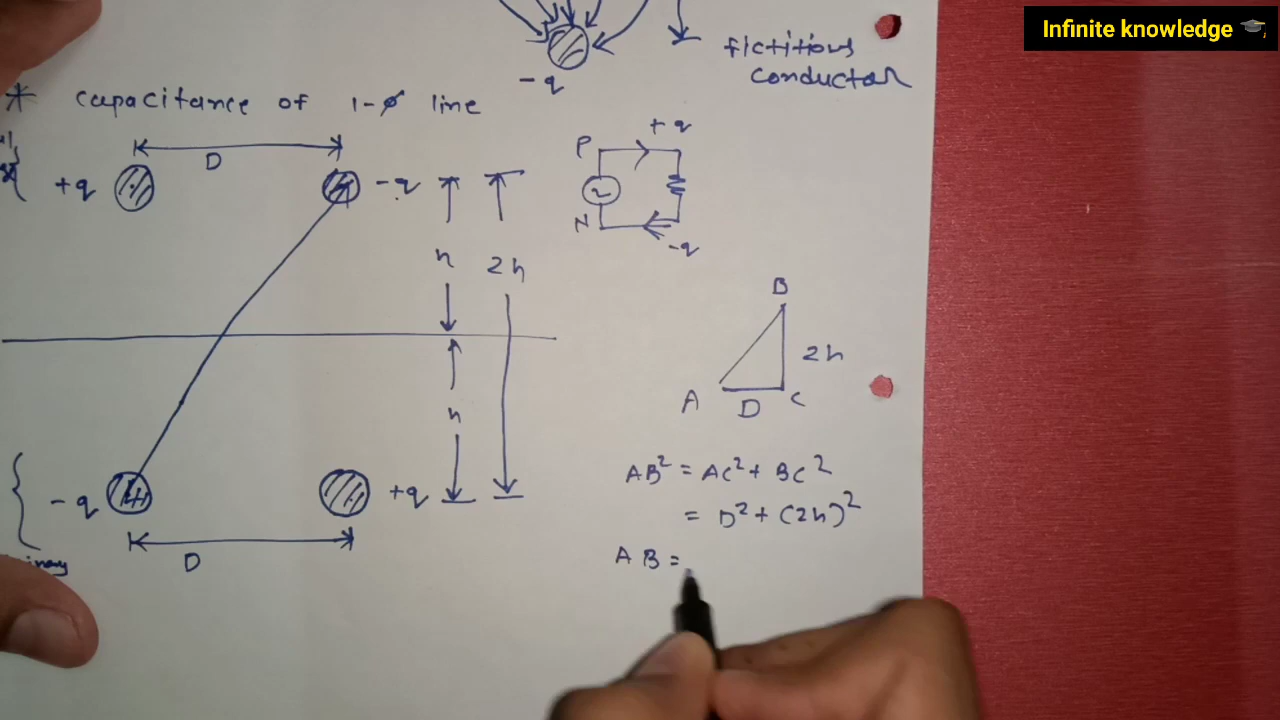 Infinite knowledge 🎓
fictitious
conductor
-q
* capacitance of 1-ϕ line
D
+q
-q
h
2h
P
+q
N
-q
B
2h
A
D
C
h
-q
+q
D
AB² = AC² + BC²
= D² + (2h)²
AB =